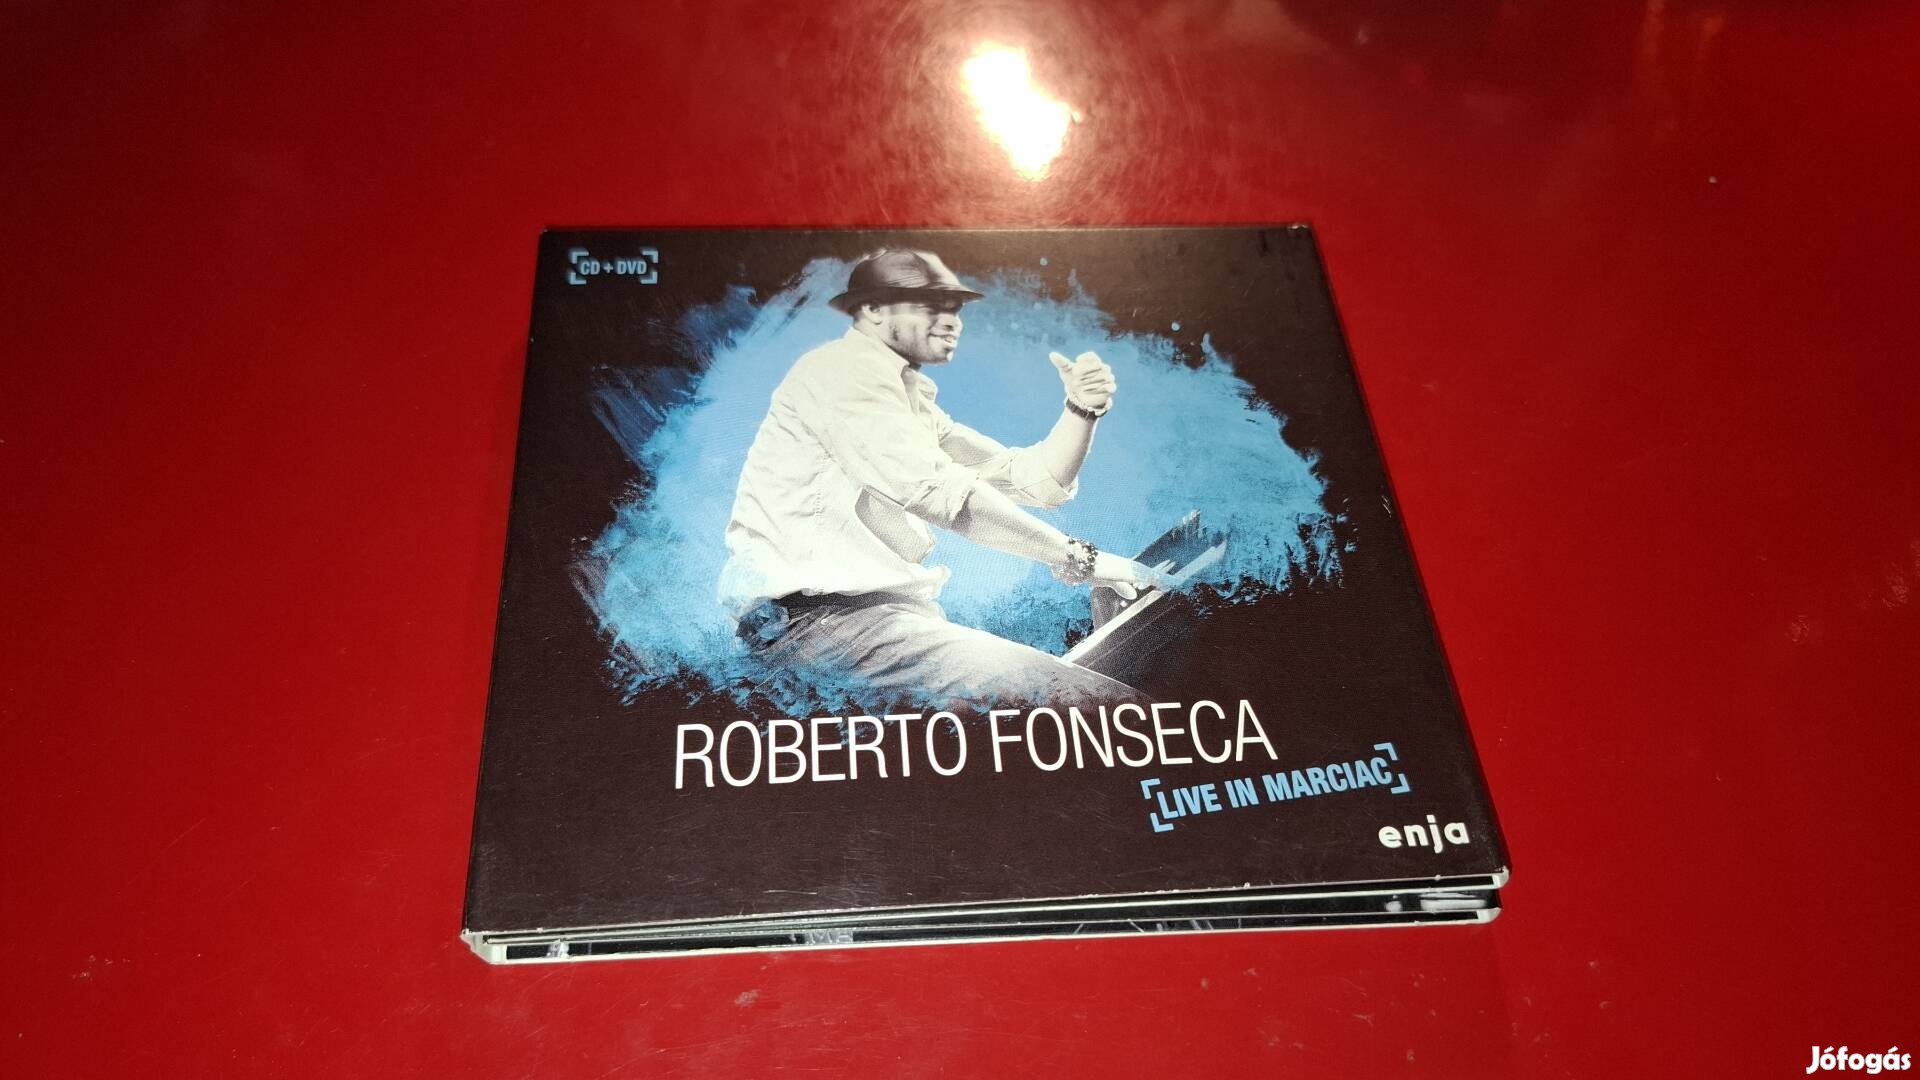 CD + DVD
ROBERTO FONSECA
LIVE IN MARCIAC
enja
Jófogás